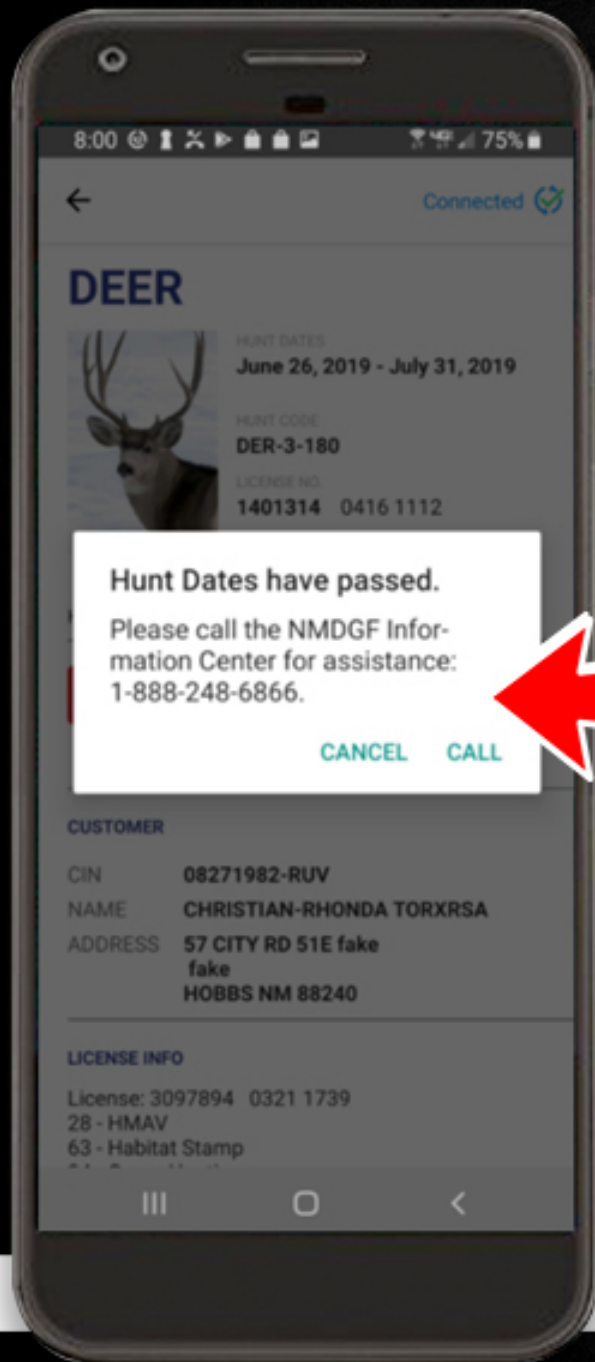 8:00
75%
Connected
DEER
HUNT DATES
June 26, 2019 - July 31, 2019
HUNT CODE
DER-3-180
LICENSE NO.
1401314 0416 1112
Hunt Dates have passed.
Please call the NMDGF Infor-
mation Center for assistance:
1-888-248-6866.
CANCEL CALL
CUSTOMER
CIN 08271982-RUV
NAME CHRISTIAN-RHONDA TORXRSA
ADDRESS 57 CITY RD 51E fake
fake
HOBBS NM 88240
LICENSE INFO
License: 3097894 0321 1739
28 - HMAV
63 - Habitat Stamp